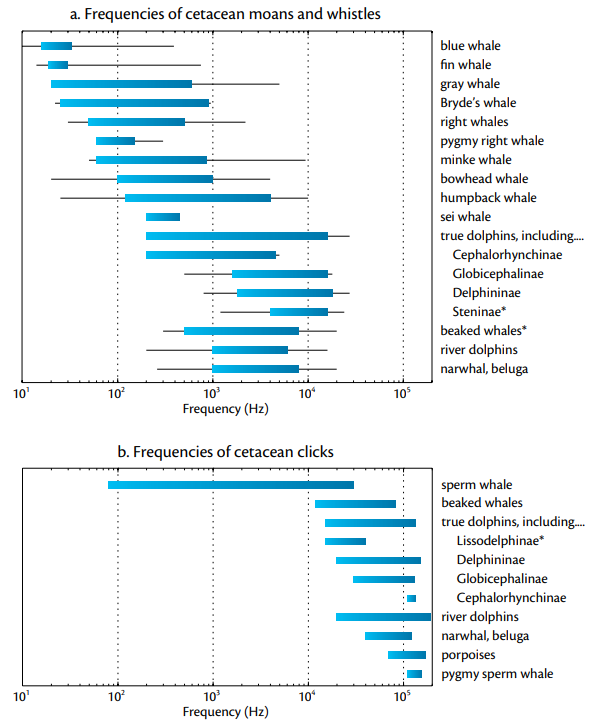 a. Frequencies of cetacean moans and whistles
blue whale
fin whale
gray whale
Bryde's whale
right whales
pygmy right whale
minke whale
bowhead whale
humpback whale
sei whale
true dolphins, including....
Cephalorhynchinae
Globicephalinae
Delphininae
Steninae*
beaked whales*
river dolphins
narwhal, beluga
10¹ 10² 10³ 10⁴ 10⁵
Frequency (Hz)
b. Frequencies of cetacean clicks
sperm whale
beaked whales
true dolphins, including....
Lissodelphinae*
Delphininae
Globicephalinae
Cephalorhynchinae
river dolphins
narwhal, beluga
porpoises
pygmy sperm whale
10¹ 10² 10³ 10⁴ 10⁵
Frequency (Hz)